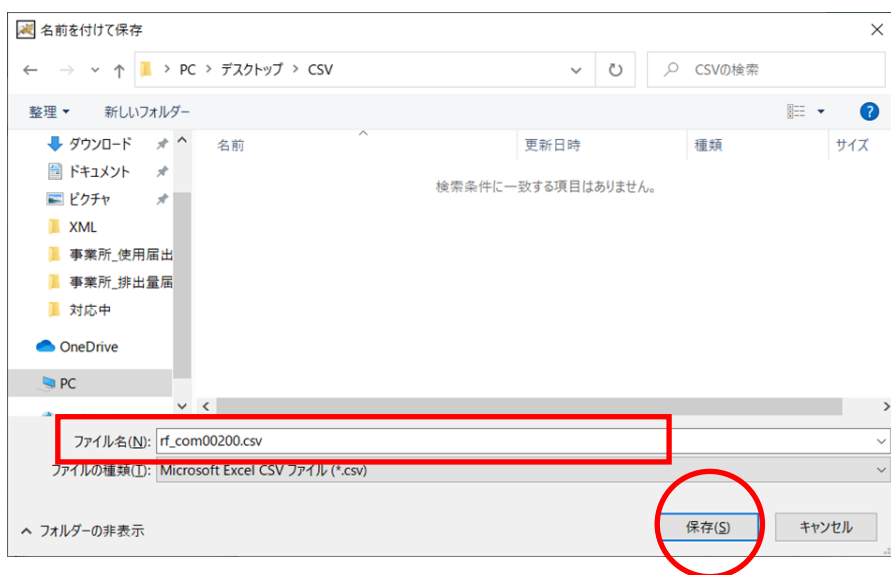 名前を付けて保存
PC > デスクトップ > CSV
CSVの検索
整理 新しいフォルダー
名前 更新日時 種類 サイズ
検索条件に一致する項目はありません。
ダウンロード
ドキュメント
ピクチャ
XML
事業所_使用届出
事業所_排出量届
対応中
OneDrive
PC
ファイル名(N): rf_com00200.csv
ファイルの種類(T): Microsoft Excel CSV ファイル (*.csv)
フォルダーの非表示 保存(S) キャンセル